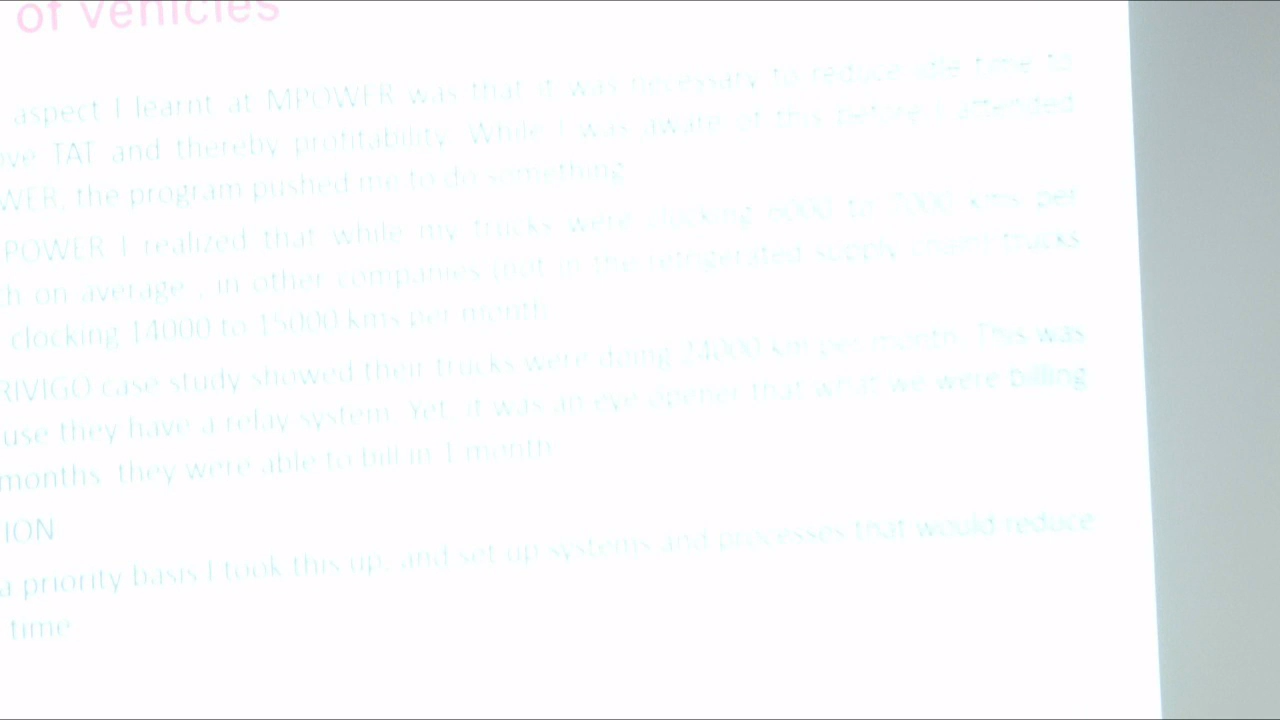 of vehicles
aspect I learnt at MPOWER was that it was necessary to reduce idle time to
ove TAT and thereby profitability. While I was aware of this before I attended
WER, the program pushed me to do something
POWER I realized that while my trucks were clocking 6000 to 7000 kms per
th on average , in other companies (not in the refrigerated supply chain) trucks
clocking 14000 to 15000 kms per month
RIVIGO case study showed their trucks were doing 24000 km per month. This was
use they have a relay system. Yet, it was an eye opener that what we were billing
months they were able to bill in 1 month
ION
a priority basis I took this up, and set up systems and processes that would reduce
time